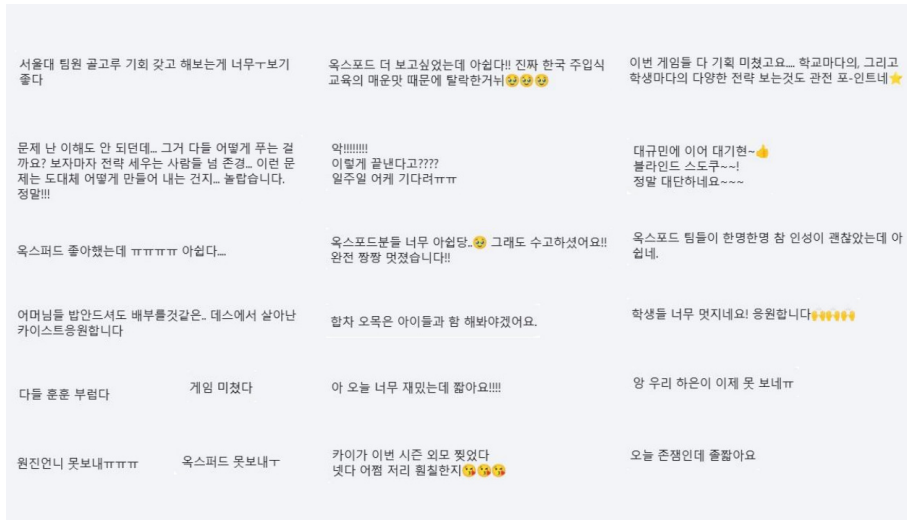 서울대 팀원 골고루 기회 갖고 해보는게 너무ㅜ보기
좋다
옥스포드 더 보고싶었는데 아쉽다!! 진짜 한국 주입식
교육의 매운맛 때문에 탈락한거뉘🥹🥹🥹
이번 게임들 다 기획 미쳤고요.... 학교마다의, 그리고
학생마다의 다양한 전략 보는것도 관전 포-인트네⭐
문제 난 이해도 안 되던데... 그거 다들 어떻게 푸는 걸
까요? 보자마자 전략 세우는 사람들 넘 존경... 이런 문
제는 도대체 어떻게 만들어 내는 건지... 놀랍습니다.
정말!!!
악!!!!!!!!
이렇게 끝낸다고????
일주일 어케 기다려ㅠㅠ
대규민에 이어 대기현~👍
블라인드 스도쿠~~!
정말 대단하네요~~~
옥스퍼드 좋아했는데 ㅠㅠㅠㅠ 아쉽다....
옥스포드분들 너무 아쉽당..🥹 그래도 수고하셨어요!!
완전 짱짱 멋졌습니다!!
옥스포드 팀들이 한명한명 참 인성이 괜찮았는데 아
쉽네.
어머님들 밥안드셔도 배부를것같은.. 데스에서 살아난
카이스트응원합니다
합차 오목은 아이들과 함 해봐야겠어요.
학생들 너무 멋지네요! 응원합니다🙌🙌🙌
다들 훈훈 부럽다
게임 미쳤다
아 오늘 너무 재밌는데 짧아요!!!!
앙 우리 하은이 이제 못 보네ㅠ
원진언니 못보내ㅠㅠㅠ
옥스퍼드 못보내ㅜ
카이가 이번 시즌 외모 찢었다
넷다 어쩜 저리 훤칠한지😘😘😘
오늘 존잼인데 졸짧아요